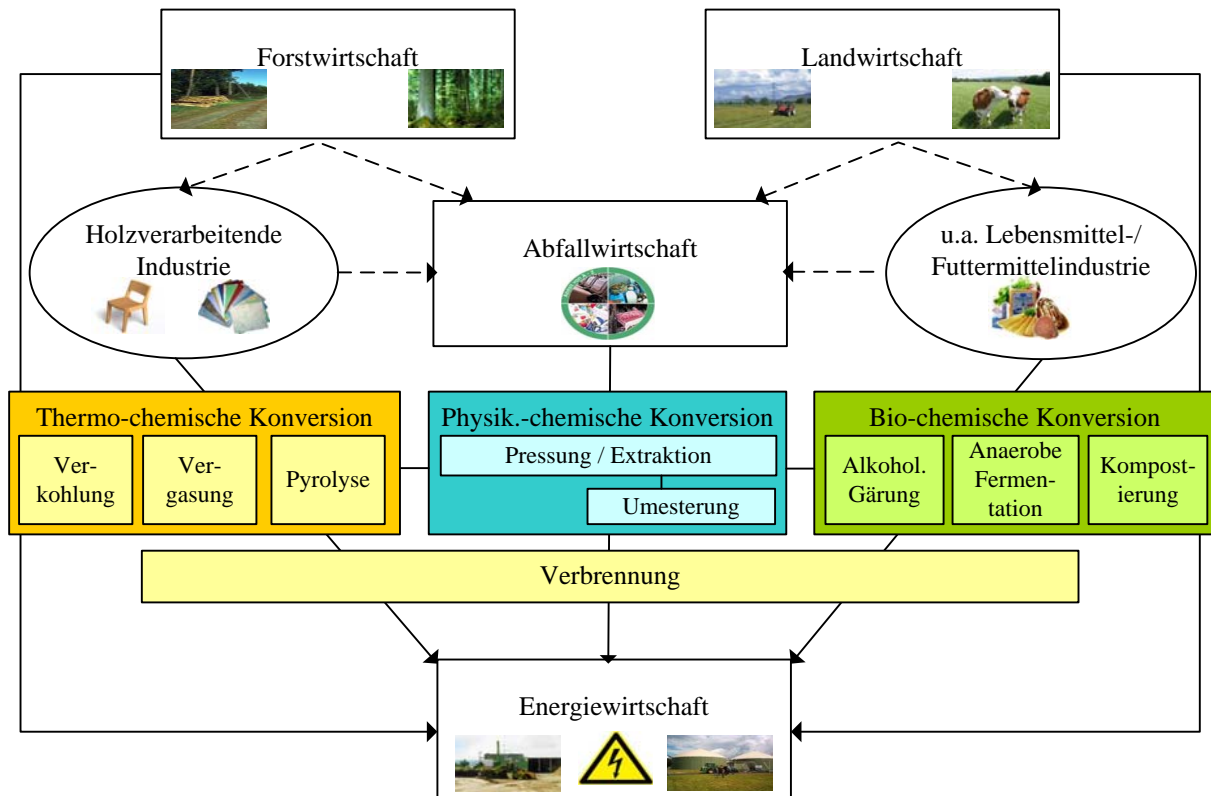 Forstwirtschaft
Landwirtschaft
Holzverarbeitende
Industrie
Abfallwirtschaft
u.a. Lebensmittel-/
Futtermittelindustrie
Thermo-chemische Konversion
Ver-
kohlung
Ver-
gasung
Pyrolyse
Physik.-chemische Konversion
Pressung / Extraktion
Umesterung
Bio-chemische Konversion
Alkohol.
Gärung
Anaerobe
Fermen-
tation
Kompost-
ierung
Verbrennung
Energiewirtschaft